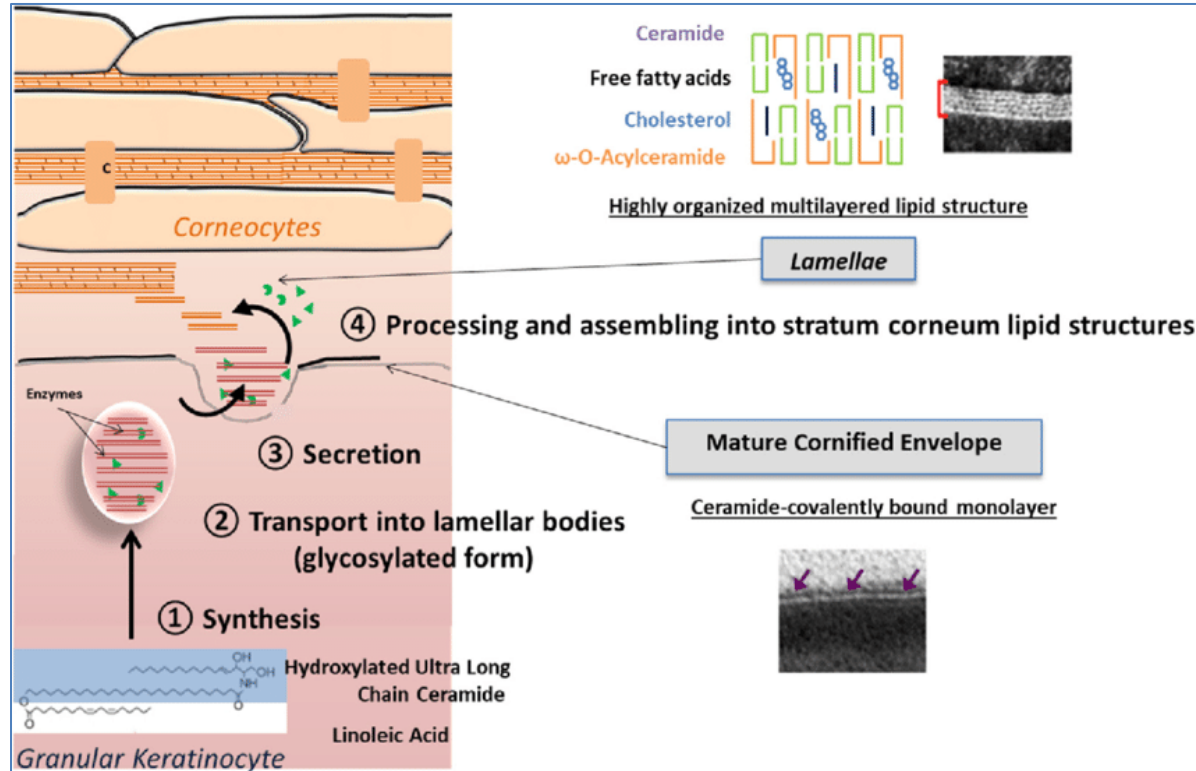 Ceramide
Free fatty acids
Cholesterol
ω-O-Acylceramide
Highly organized multilayered lipid structure
c
Corneocytes
Lamellae
④ Processing and assembling into stratum corneum lipid structures
Enzymes
③ Secretion
Mature Cornified Envelope
② Transport into lamellar bodies
(glycosylated form)
Ceramide-covalently bound monolayer
① Synthesis
OH
OH
NH
O
O
O
Hydroxylated Ultra Long
Chain Ceramide
Linoleic Acid
Granular Keratinocyte